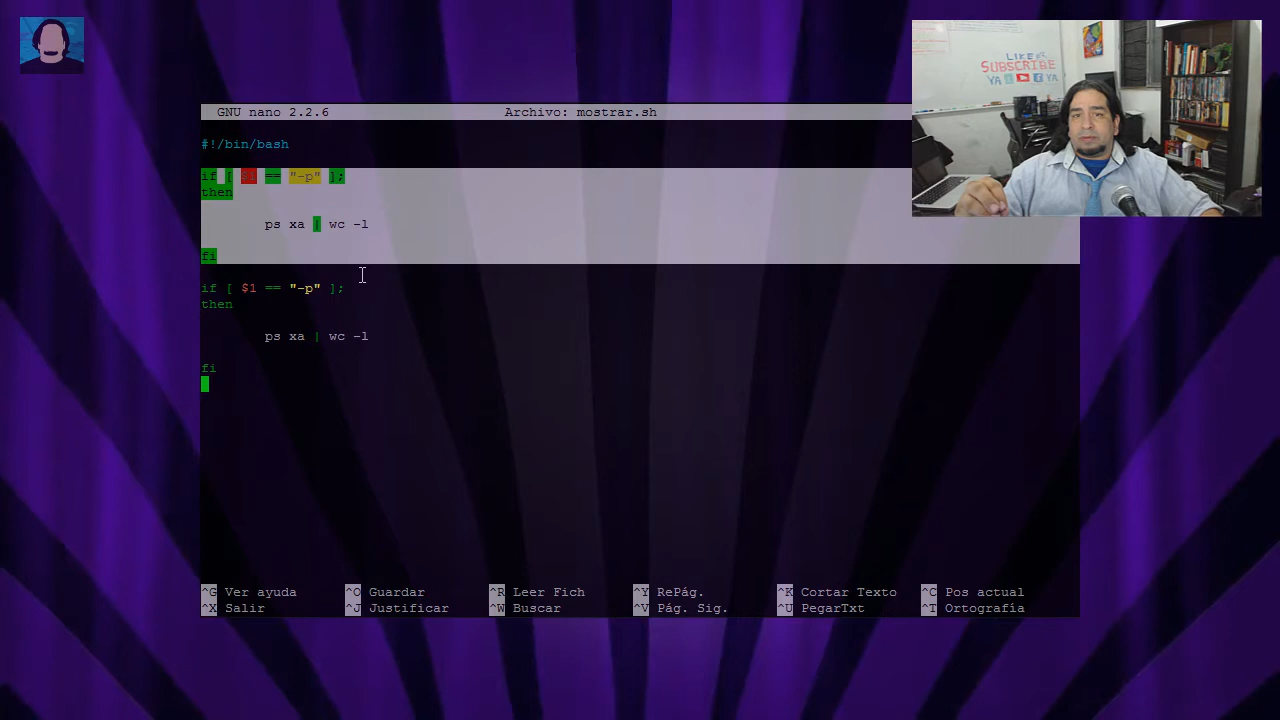 GNU nano 2.2.6 Archivo: mostrar.sh
#!/bin/bash
if [ $1 == "-p" ];
then
ps xa | wc -l
fi
if [ $1 == "-p" ];
then
ps xa | wc -l
fi
^G Ver ayuda ^O Guardar ^R Leer Fich ^Y RePág. ^K Cortar Texto ^C Pos actual
^X Salir ^J Justificar ^W Buscar ^V Pág. Sig. ^U PegarTxt ^T Ortografía
LIKE
SUBSCRIBE
YA YA